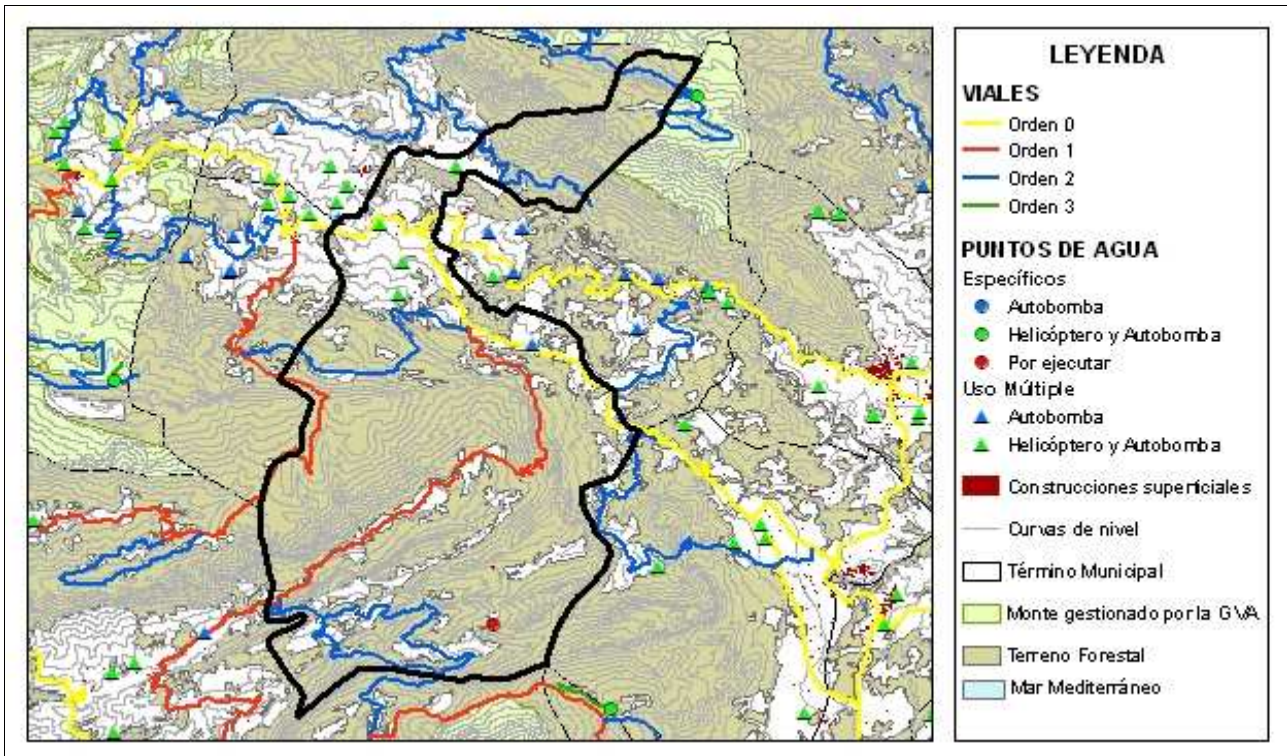 LEYENDA
VIALES
Orden 0
Orden 1
Orden 2
Orden 3
PUNTOS DE AGUA
Específicos
Autobomba
Helicóptero y Autobomba
Por ejecutar
Uso Múltiple
Autobomba
Helicóptero y Autobomba
Construcciones superficiales
Curvas de nivel
Término Municipal
Monte gestionado por la GVA
Terreno Forestal
Mar Mediterráneo